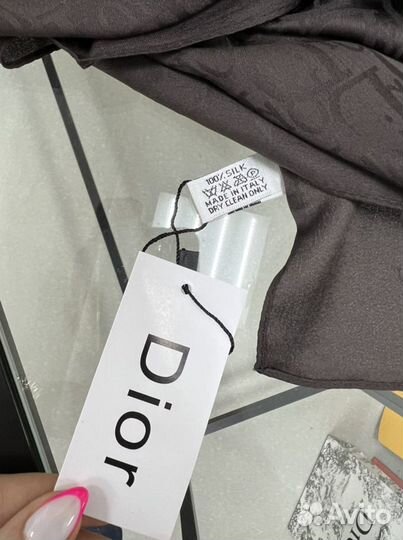 100% SILK
MADE IN ITALY
DRY CLEAN ONLY
Dior
Avito